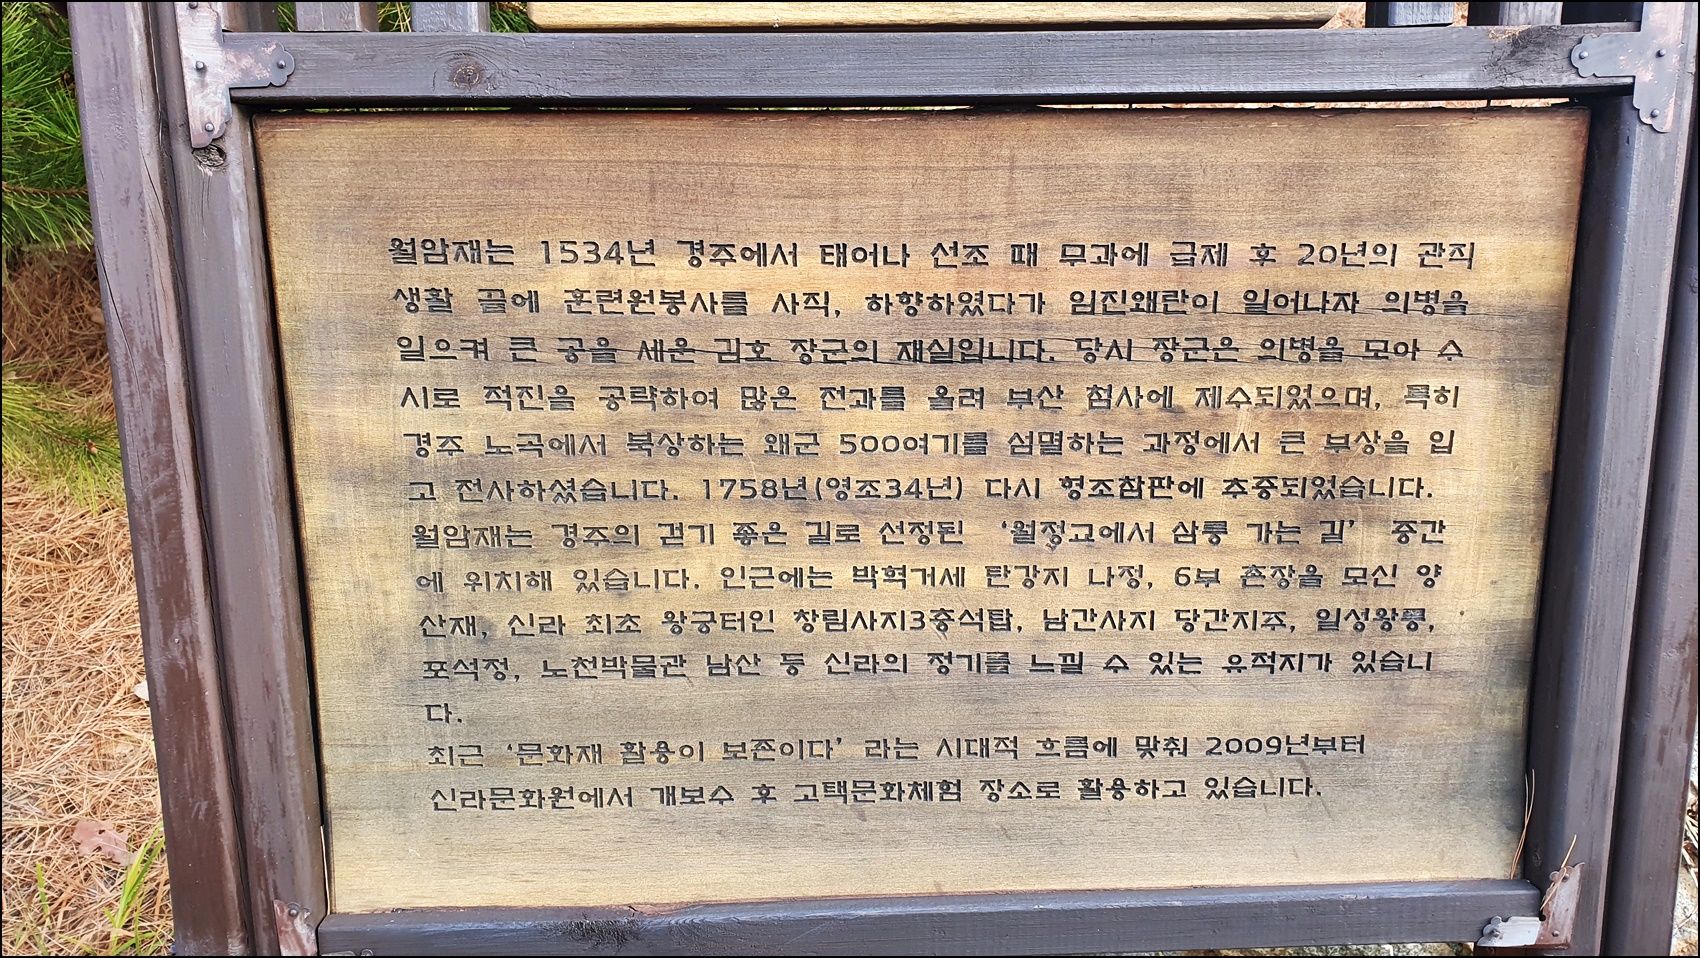 월암재는 1534년 경주에서 태어나 선조 때 무과에 급제 후 20년의 관직
생활 끝에 훈련원봉사를 사직, 하향하였다가 임진왜란이 일어나자 의병을
일으켜 큰 공을 세운 김호 장군의 재실입니다. 당시 장군은 의병을 모아 수
시로 적진을 공략하여 많은 전과를 올려 부산 첨사에 제수되었으며, 특히
경주 노곡에서 북상하는 왜군 500여기를 섬멸하는 과정에서 큰 부상을 입
고 전사하셨습니다. 1758년(영조34년) 다시 형조참판에 추증되었습니다.
월암재는 경주의 걷기 좋은 길로 선정된 ‘월정교에서 삼릉 가는 길’ 중간
에 위치해 있습니다. 인근에는 박혁거세 탄강지 나정, 6부 촌장을 모신 양
산재, 신라 최초 왕궁터인 창림사지3층석탑, 남간사지 당간지주, 일성왕릉,
포석정, 노천박물관 남산 등 신라의 정기를 느낄 수 있는 유적지가 있습니
다.
최근 ‘문화재 활용이 보존이다’ 라는 시대적 흐름에 맞춰 2009년부터
신라문화원에서 개보수 후 고택문화체험 장소로 활용하고 있습니다.